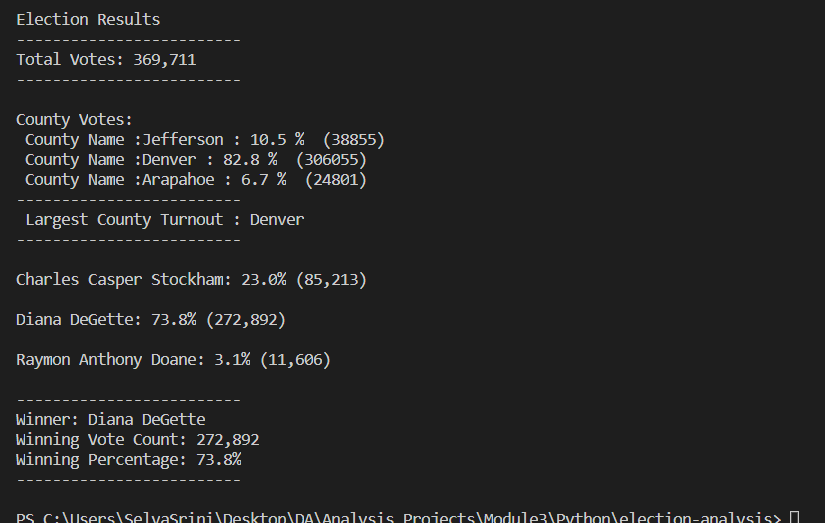 Election Results
-------------------------
Total Votes: 369,711
-------------------------
County Votes:
County Name :Jefferson : 10.5 %  (38855)
County Name :Denver : 82.8 %  (306055)
County Name :Arapahoe : 6.7 %  (24801)
-------------------------
Largest County Turnout : Denver
-------------------------
Charles Casper Stockham: 23.0% (85,213)
Diana DeGette: 73.8% (272,892)
Raymon Anthony Doane: 3.1% (11,606)
-------------------------
Winner: Diana DeGette
Winning Vote Count: 272,892
Winning Percentage: 73.8%
-------------------------
PS C:\Users\SelvaSrini\Desktop\DA\Analysis Projects\Module3\Python\election-analysis>